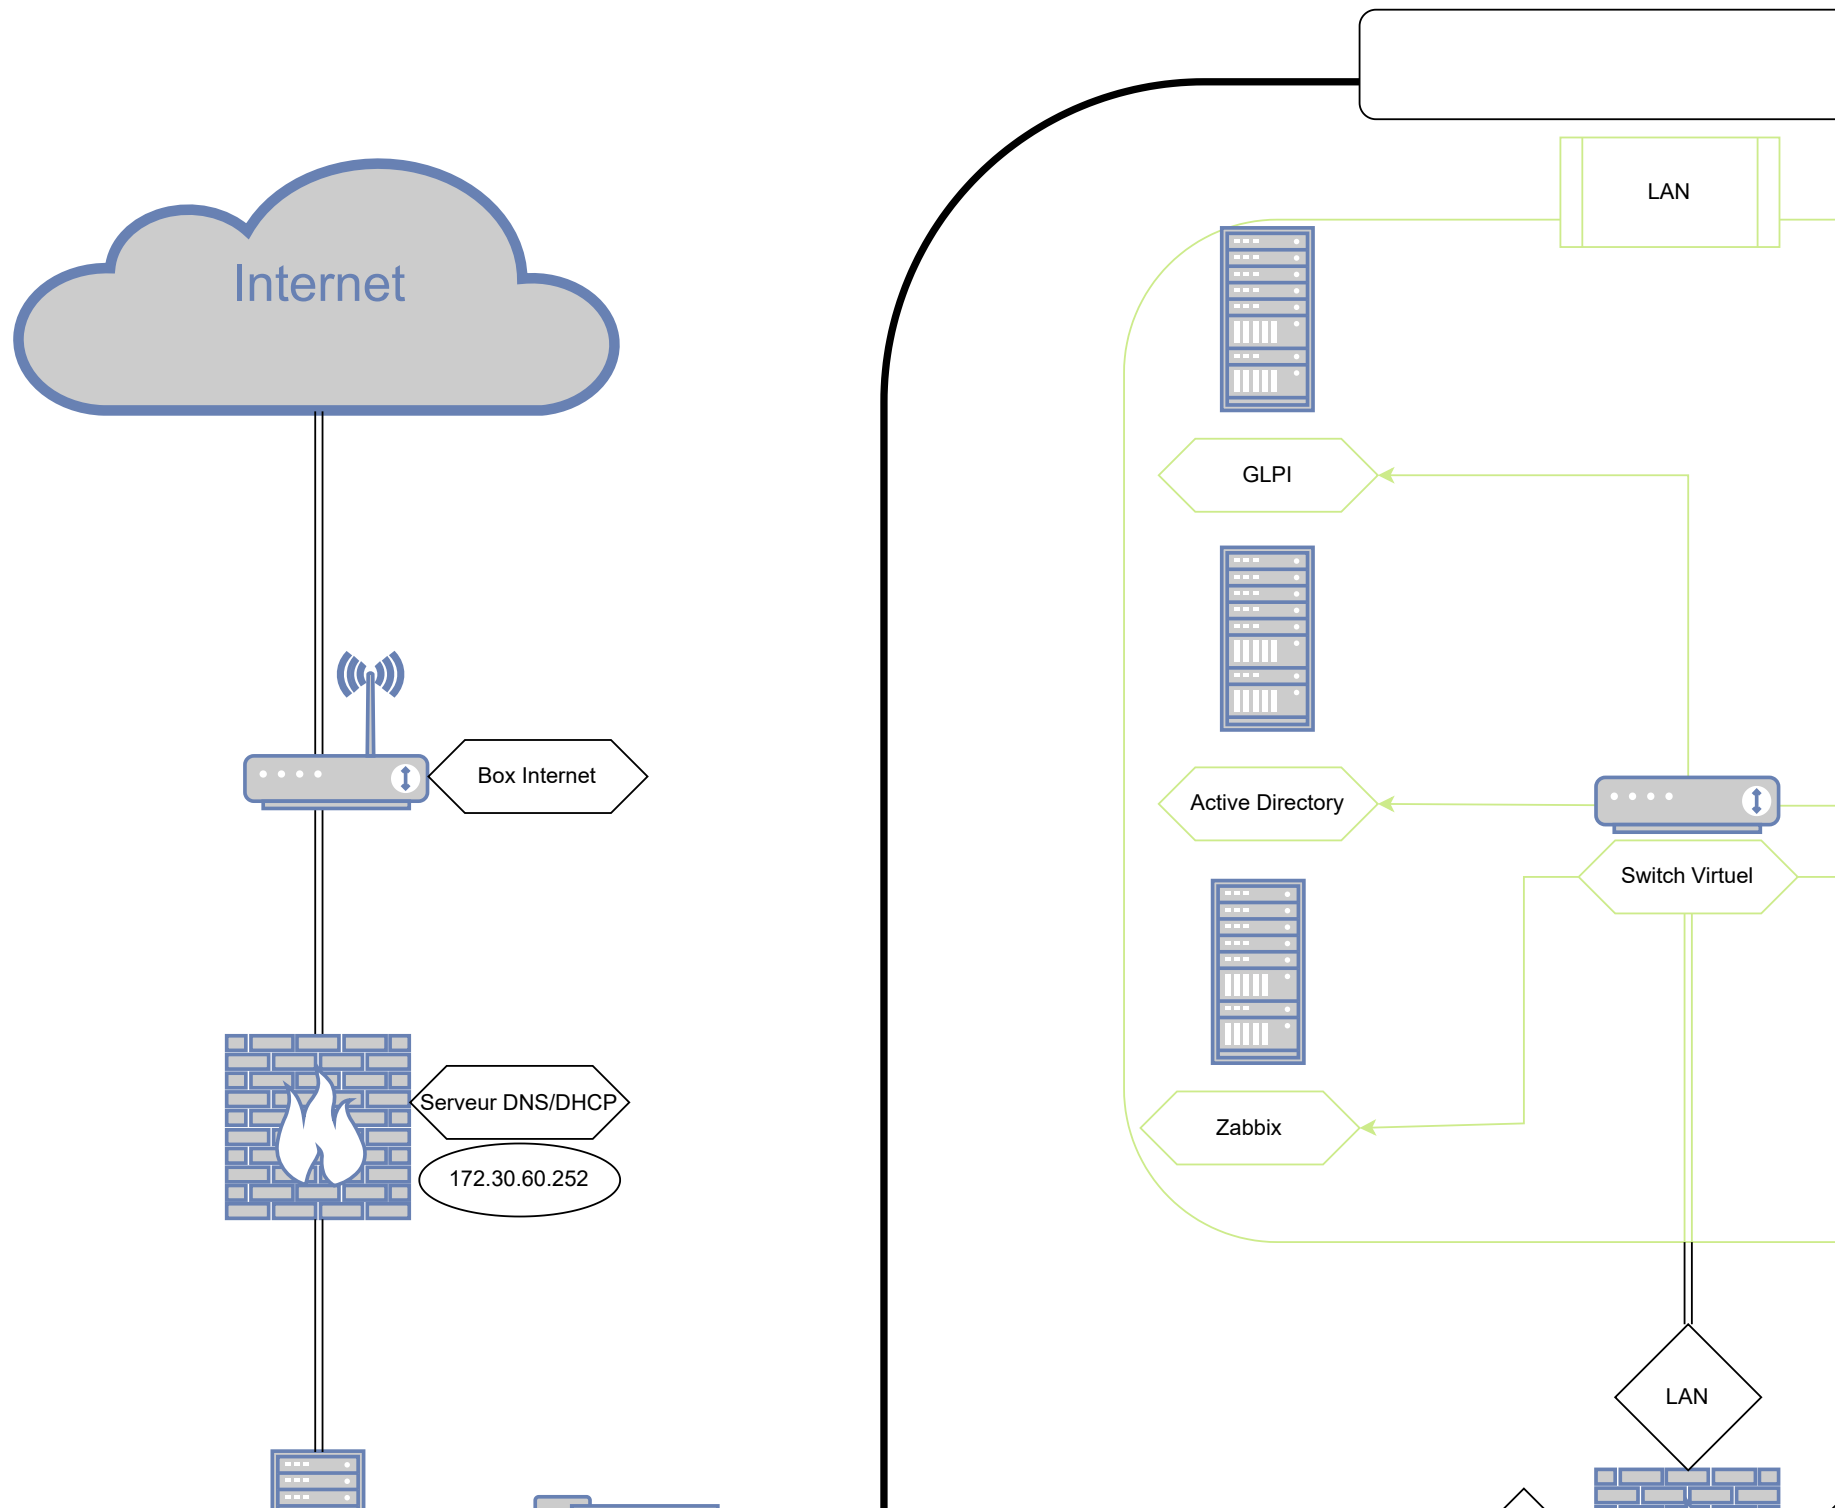 Internet
Box Internet
Serveur DNS/DHCP
172.30.60.252
LAN
GLPI
Active Directory
Switch Virtuel
Zabbix
LAN